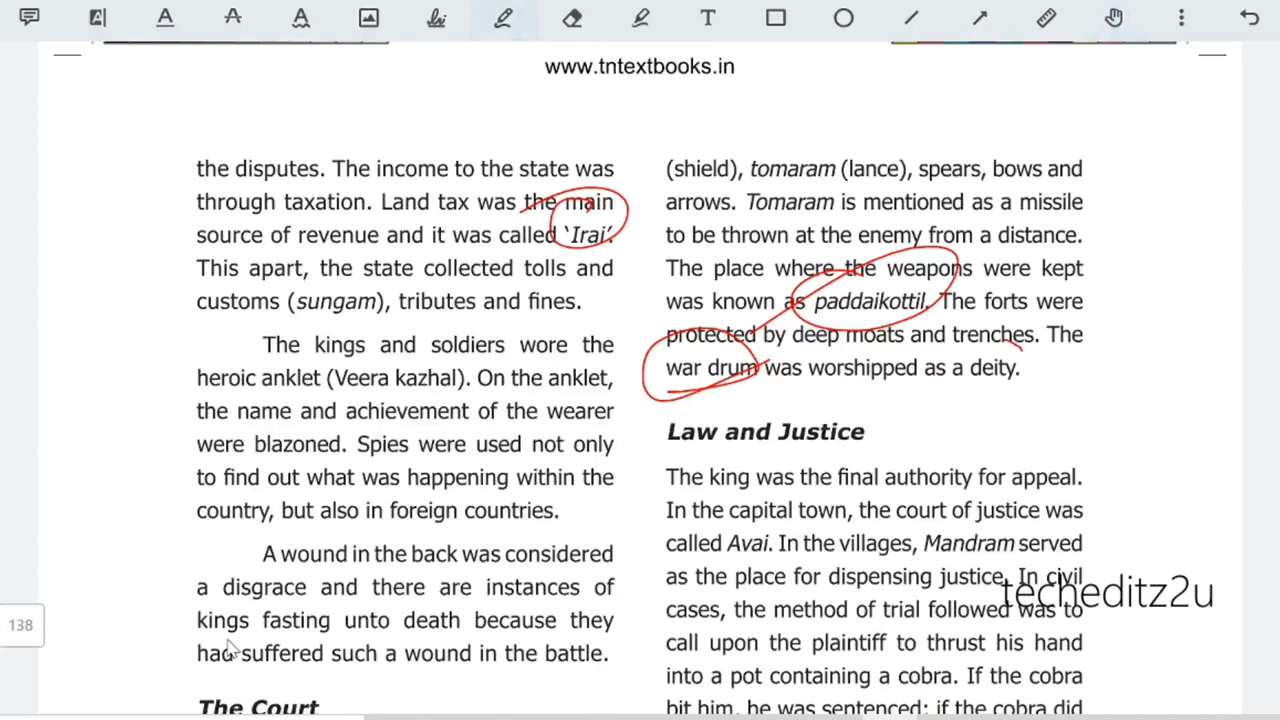 www.tntextbooks.in
the disputes. The income to the state was
through taxation. Land tax was the main
source of revenue and it was called ‘Irai’.
This apart, the state collected tolls and
customs (sungam), tributes and fines.
The kings and soldiers wore the
heroic anklet (Veera kazhal). On the anklet,
the name and achievement of the wearer
were blazoned. Spies were used not only
to find out what was happening within the
country, but also in foreign countries.
A wound in the back was considered
a disgrace and there are instances of
kings fasting unto death because they
had suffered such a wound in the battle.
The Court
(shield), tomaram (lance), spears, bows and
arrows. Tomaram is mentioned as a missile
to be thrown at the enemy from a distance.
The place where the weapons were kept
was known as paddaikottil. The forts were
protected by deep moats and trenches. The
war drum was worshipped as a deity.
Law and Justice
The king was the final authority for appeal.
In the capital town, the court of justice was
called Avai. In the villages, Mandram served
as the place for dispensing justice. In civil
cases, the method of trial followed was to
call upon the plaintiff to thrust his hand
into a pot containing a cobra. If the cobra
bit him, he was sentenced; if the cobra did
techeditz2u
138